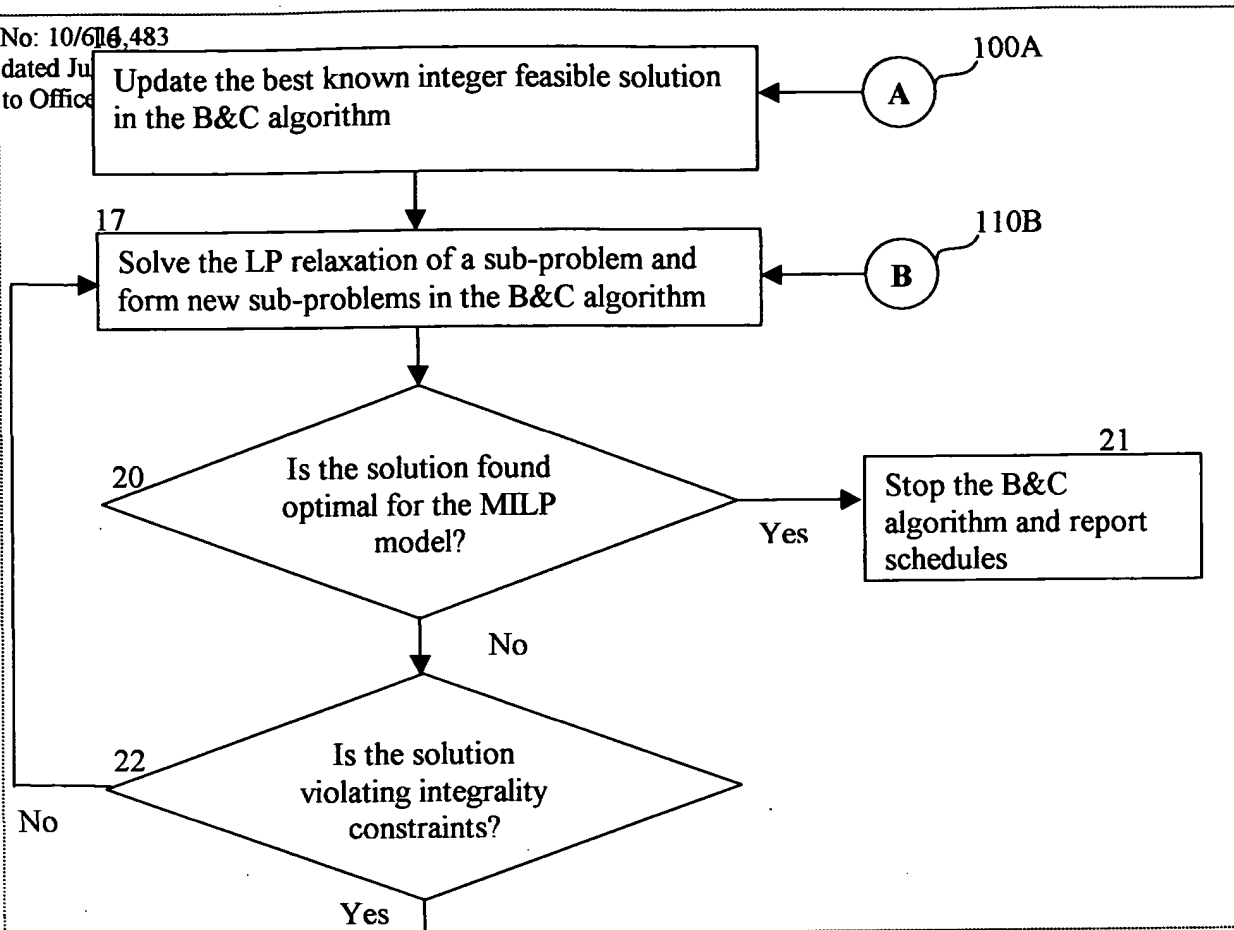 No: 10/614,483
16
dated Ju
to Office
Update the best known integer feasible solution
in the B&C algorithm
A
100A
17
Solve the LP relaxation of a sub-problem and
form new sub-problems in the B&C algorithm
B
110B
20
Is the solution found
optimal for the MILP
model?
Yes
21
Stop the B&C
algorithm and report
schedules
No
22
Is the solution
violating integrality
constraints?
No
Yes